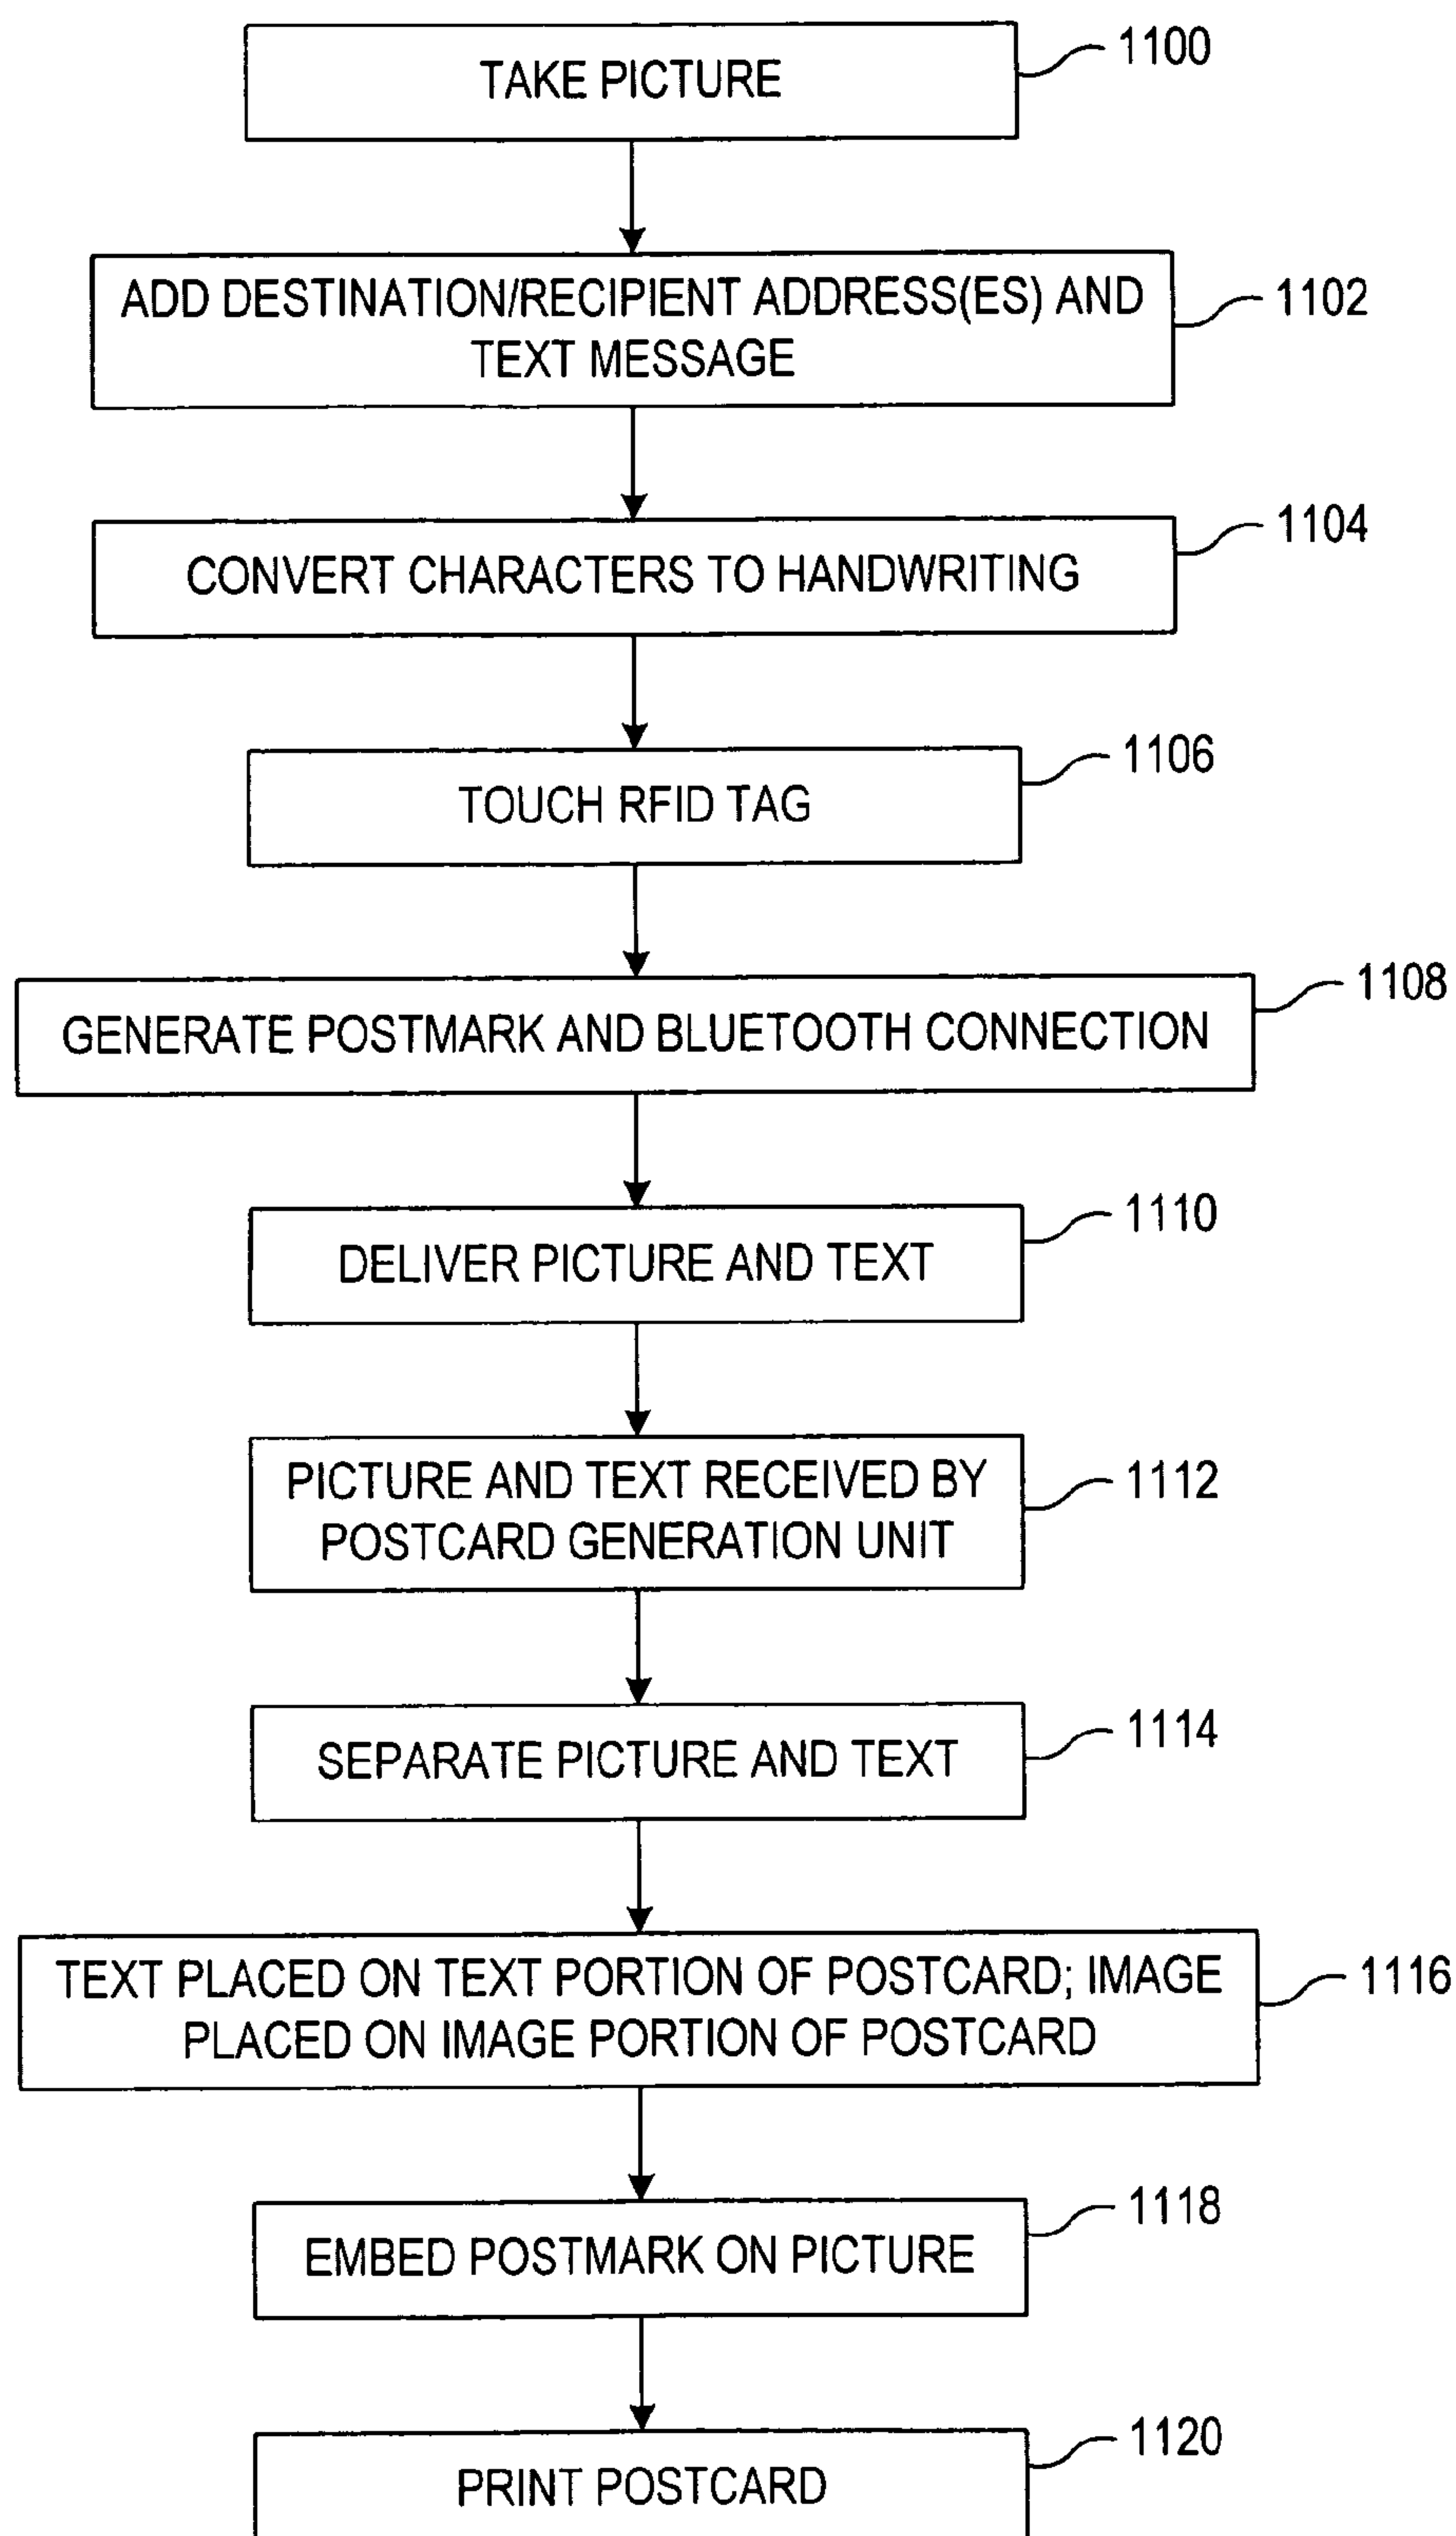 TAKE PICTURE
1100
ADD DESTINATION/RECIPIENT ADDRESS(ES) AND
TEXT MESSAGE
1102
CONVERT CHARACTERS TO HANDWRITING
1104
TOUCH RFID TAG
1106
GENERATE POSTMARK AND BLUETOOTH CONNECTION
1108
DELIVER PICTURE AND TEXT
1110
PICTURE AND TEXT RECEIVED BY
POSTCARD GENERATION UNIT
1112
SEPARATE PICTURE AND TEXT
1114
TEXT PLACED ON TEXT PORTION OF POSTCARD; IMAGE
PLACED ON IMAGE PORTION OF POSTCARD
1116
EMBED POSTMARK ON PICTURE
1118
PRINT POSTCARD
1120